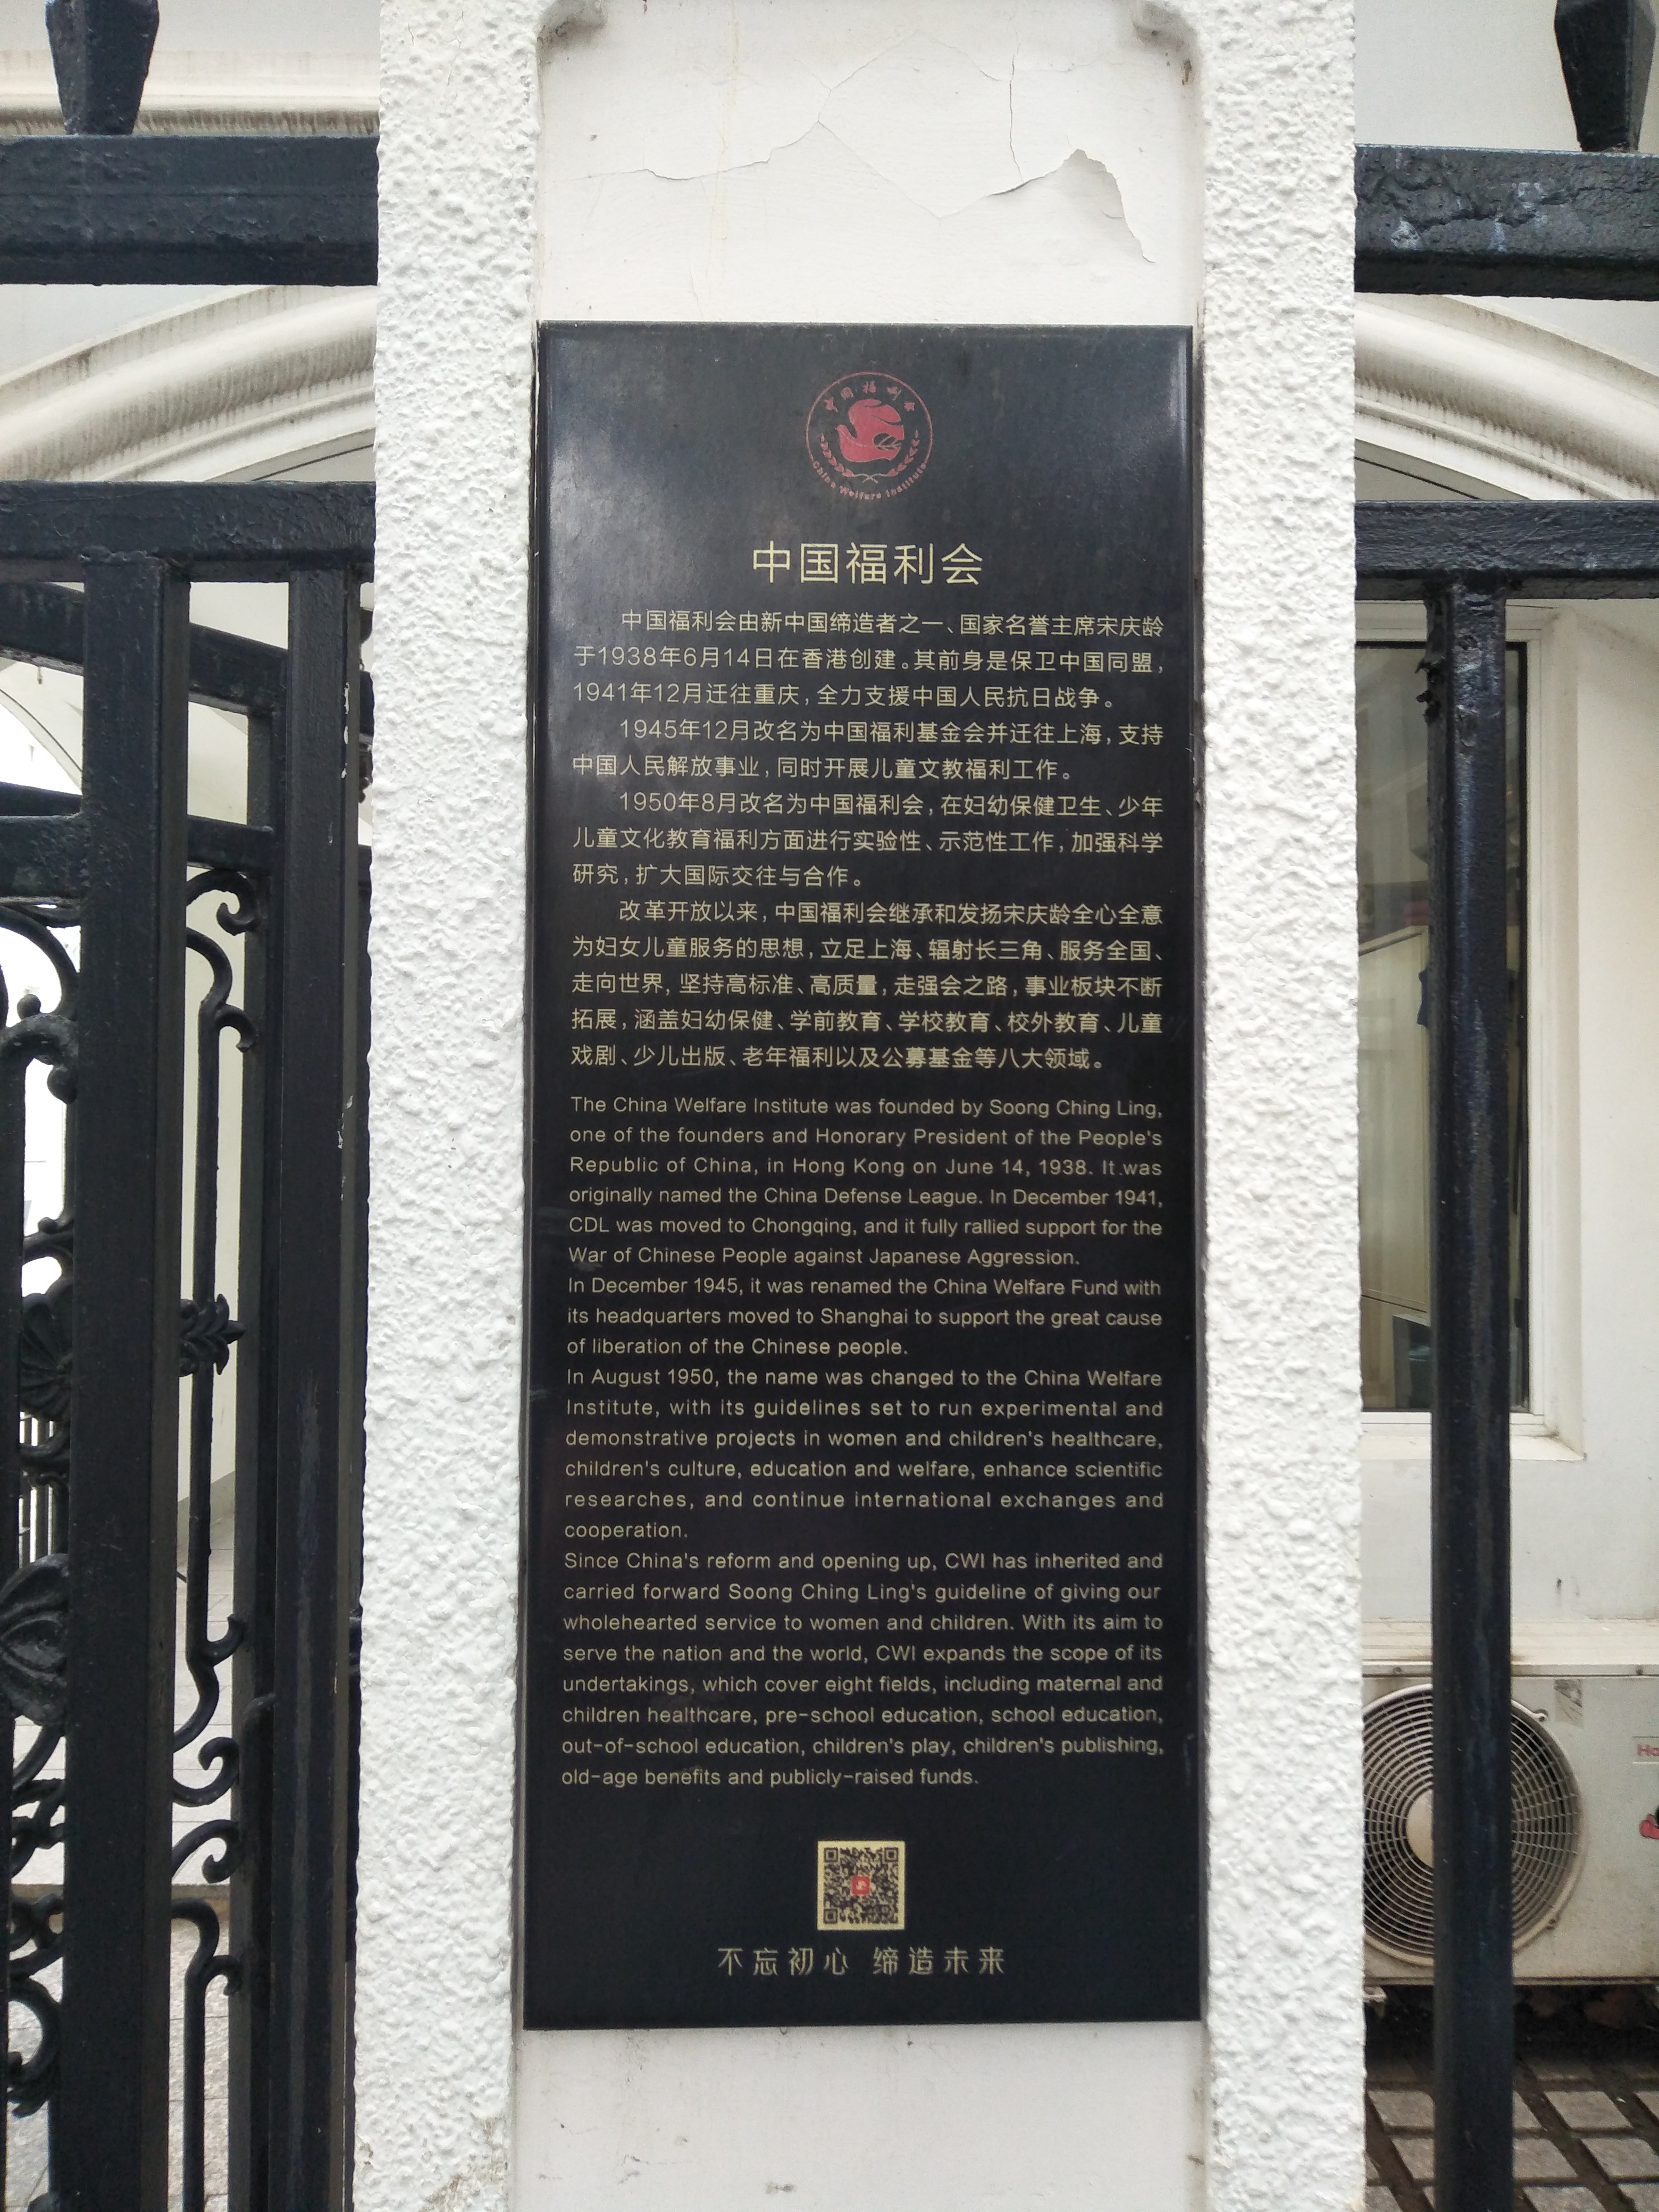 中国福利会
China Welfare Institute
中国福利会
中国福利会由新中国缔造者之一、国家名誉主席宋庆龄
于1938年6月14日在香港创建。其前身是保卫中国同盟，
1941年12月迁往重庆，全力支援中国人民抗日战争。
1945年12月改名为中国福利基金会并迁往上海，支持
中国人民解放事业，同时开展儿童文教福利工作。
1950年8月改名为中国福利会，在妇幼保健卫生、少年
儿童文化教育福利方面进行实验性、示范性工作，加强科学
研究，扩大国际交往与合作。
改革开放以来，中国福利会继承和发扬宋庆龄全心全意
为妇女儿童服务的思想，立足上海、辐射长三角、服务全国、
走向世界，坚持高标准、高质量，走强会之路，事业板块不断
拓展，涵盖妇幼保健、学前教育、学校教育、校外教育、儿童
戏剧、少儿出版、老年福利以及公募基金等八大领域。
The China Welfare Institute was founded by Soong Ching Ling,
one of the founders and Honorary President of the People's
Republic of China, in Hong Kong on June 14, 1938. It was
originally named the China Defense League. In December 1941,
CDL was moved to Chongqing, and it fully rallied support for the
War of Chinese People against Japanese Aggression.
In December 1945, it was renamed the China Welfare Fund with
its headquarters moved to Shanghai to support the great cause
of liberation of the Chinese people.
In August 1950, the name was changed to the China Welfare
Institute, with its guidelines set to run experimental and
demonstrative projects in women and children's healthcare,
children's culture, education and welfare, enhance scientific
researches, and continue international exchanges and
cooperation.
Since China's reform and opening up, CWI has inherited and
carried forward Soong Ching Ling's guideline of giving our
wholehearted service to women and children. With its aim to
serve the nation and the world, CWI expands the scope of its
undertakings, which cover eight fields, including maternal and
children healthcare, pre-school education, school education,
out-of-school education, children's play, children's publishing,
old-age benefits and publicly-raised funds.
不忘初心 缔造未来